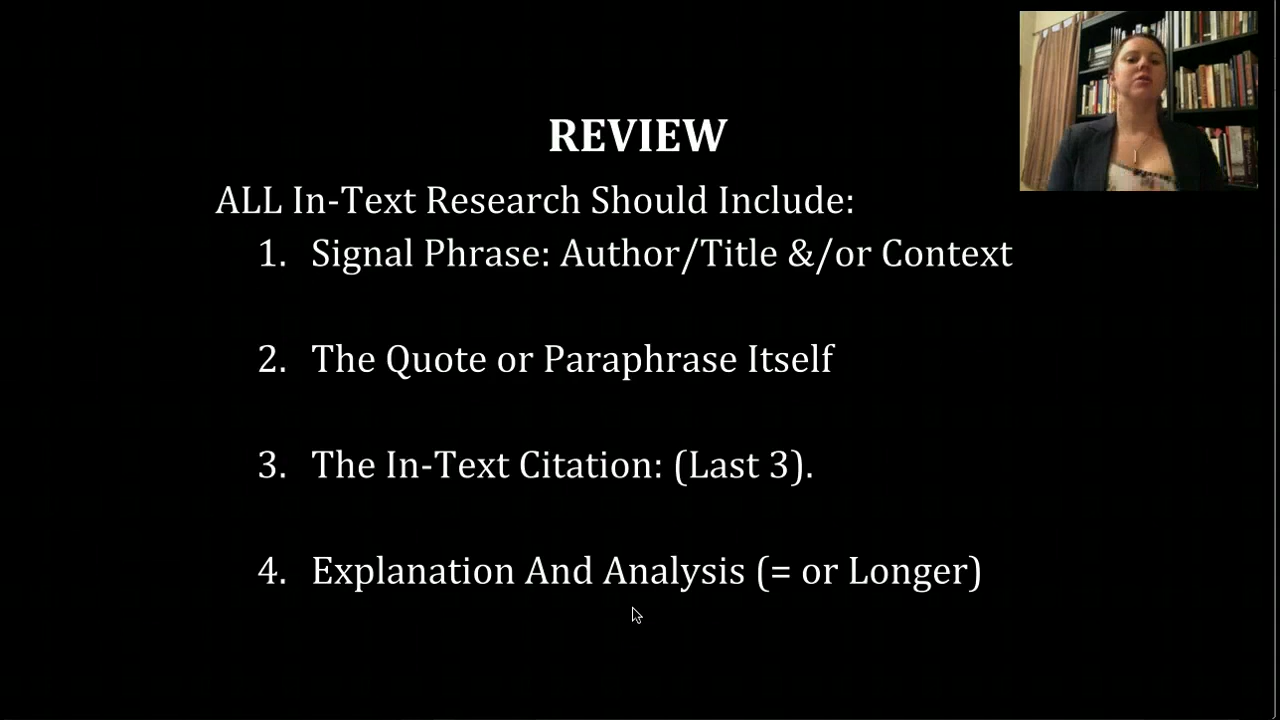 REVIEW
ALL In-Text Research Should Include:
1. Signal Phrase: Author/Title &/or Context
2. The Quote or Paraphrase Itself
3. The In-Text Citation: (Last 3).
4. Explanation And Analysis (= or Longer)